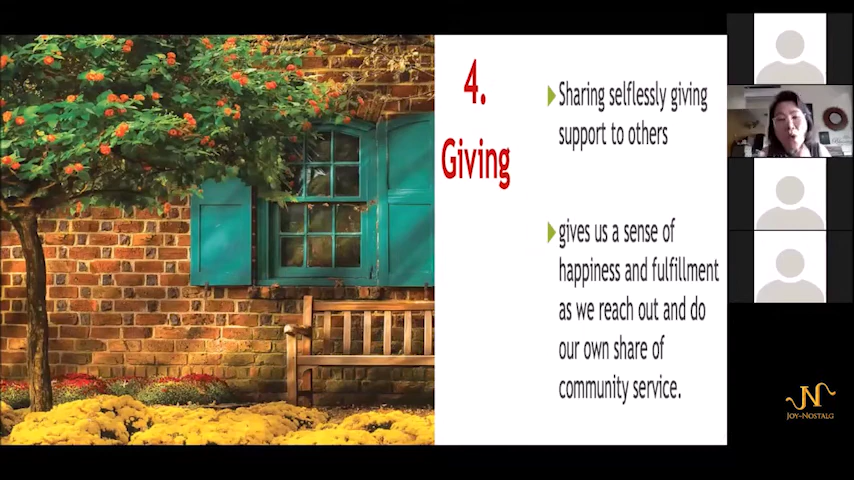 4.
Giving
Sharing selflessly giving
support to others
gives us a sense of
happiness and fulfillment
as we reach out and do
our own share of
community service.
JN
JOY-NOSTALG